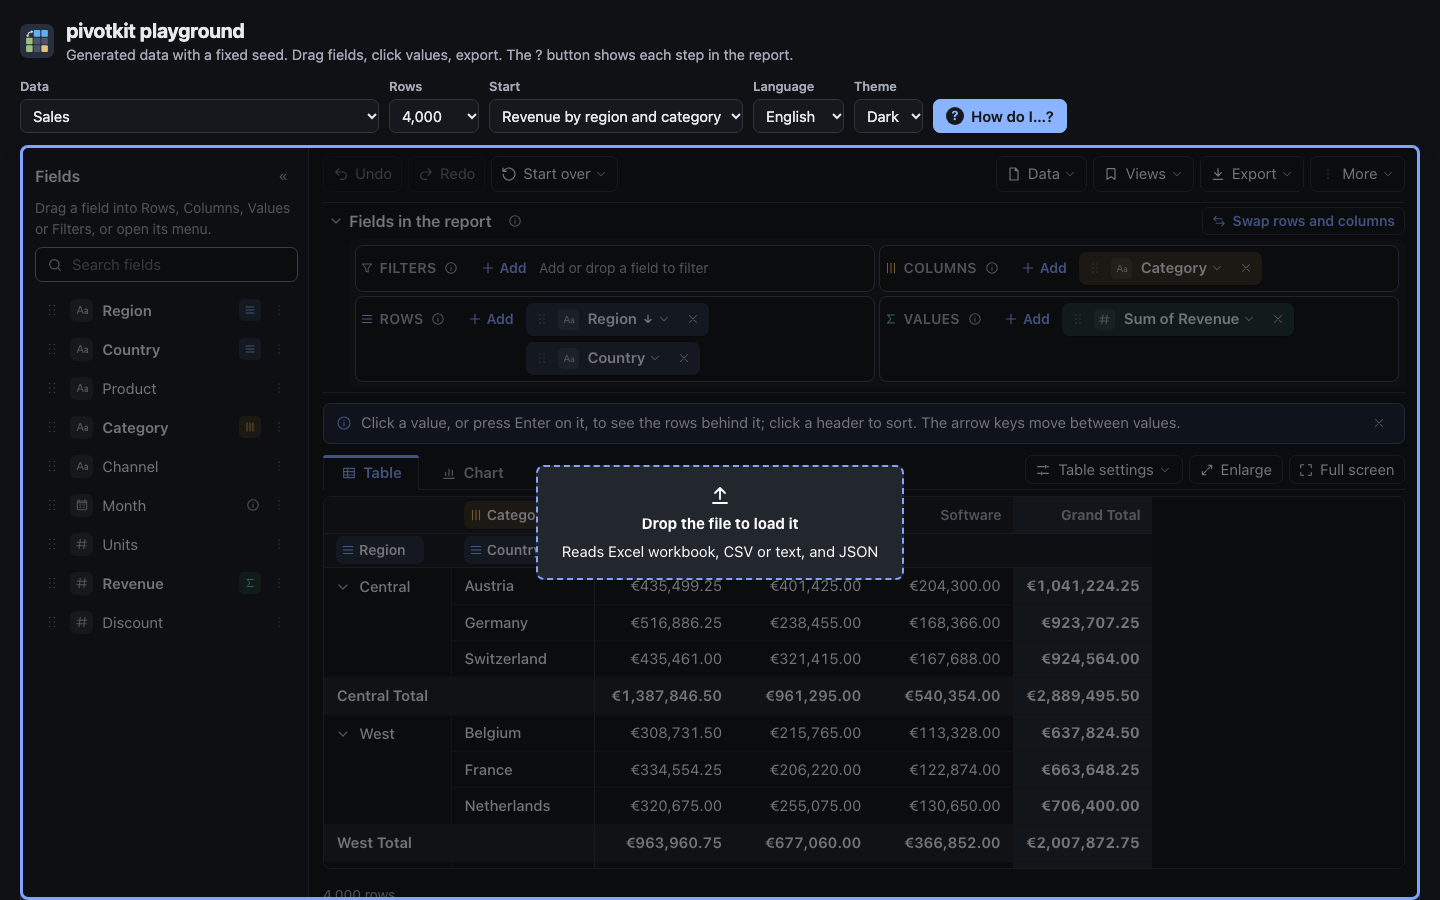 pivotkit playground
Generated data with a fixed seed. Drag fields, click values, export. The ? button shows each step in the report.
Data
Rows
Start
Language
Theme
Sales
4,000
Revenue by region and category
English
Dark
? How do I...?
Fields
«
Drag a field into Rows, Columns, Values
or Filters, or open its menu.
Search fields
Aa Region
Aa Country
Aa Product
Aa Category
Aa Channel
Month
# Units
# Revenue Σ
# Discount
Undo
Redo
Start over
Data
Views
Export
More
Fields in the report
Swap rows and columns
FILTERS + Add Add or drop a field to filter
COLUMNS + Add Aa Category ×
ROWS + Add Aa Region ↓ ×
Aa Country ×
Σ VALUES + Add # Sum of Revenue ×
Click a value, or press Enter on it, to see the rows behind it; click a header to sort. The arrow keys move between values.
Table
Chart
Table settings
Enlarge
Full screen
Drop the file to load it
Reads Excel workbook, CSV or text, and JSON
Catego Software Grand Total
Region Country
Central Austria €435,499.25 €401,425.00 €204,300.00 €1,041,224.25
Germany €516,886.25 €238,455.00 €168,366.00 €923,707.25
Switzerland €435,461.00 €321,415.00 €167,688.00 €924,564.00
Central Total €1,387,846.50 €961,295.00 €540,354.00 €2,889,495.50
West Belgium €308,731.50 €215,765.00 €113,328.00 €637,824.50
France €334,554.25 €206,220.00 €122,874.00 €663,648.25
Netherlands €320,675.00 €255,075.00 €130,650.00 €706,400.00
West Total €963,960.75 €677,060.00 €366,852.00 €2,007,872.75
4,000 rows